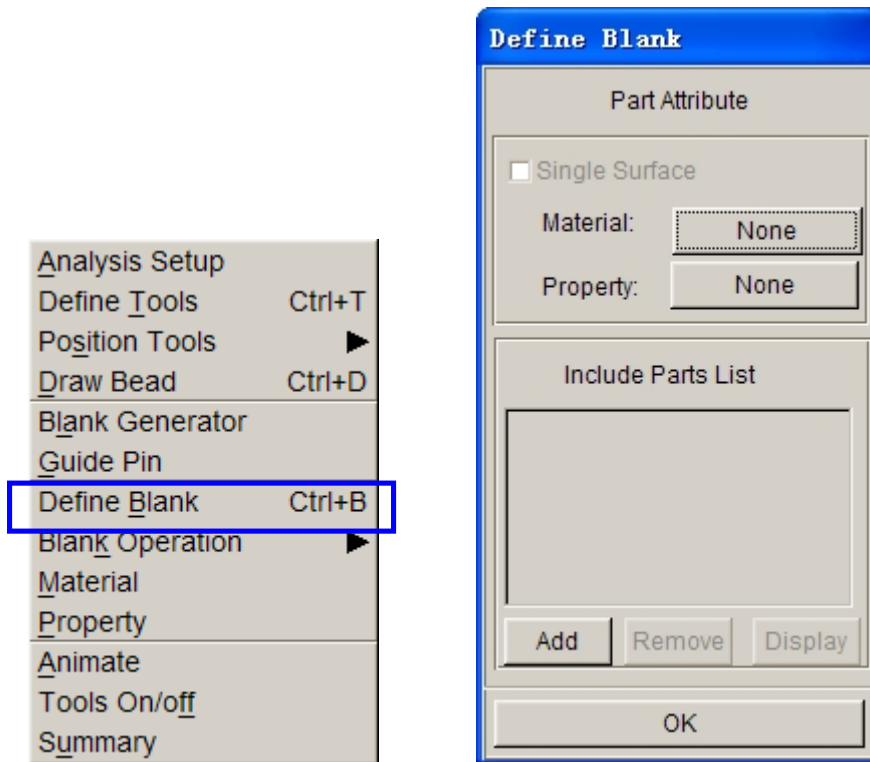 Analysis Setup
Define Tools Ctrl+T
Position Tools
Draw Bead Ctrl+D
Blank Generator
Guide Pin
Define Blank Ctrl+B
Blank Operation
Material
Property
Animate
Tools On/off
Summary
Define Blank
Part Attribute
Single Surface
Material: None
Property: None
Include Parts List
Add Remove Display
OK